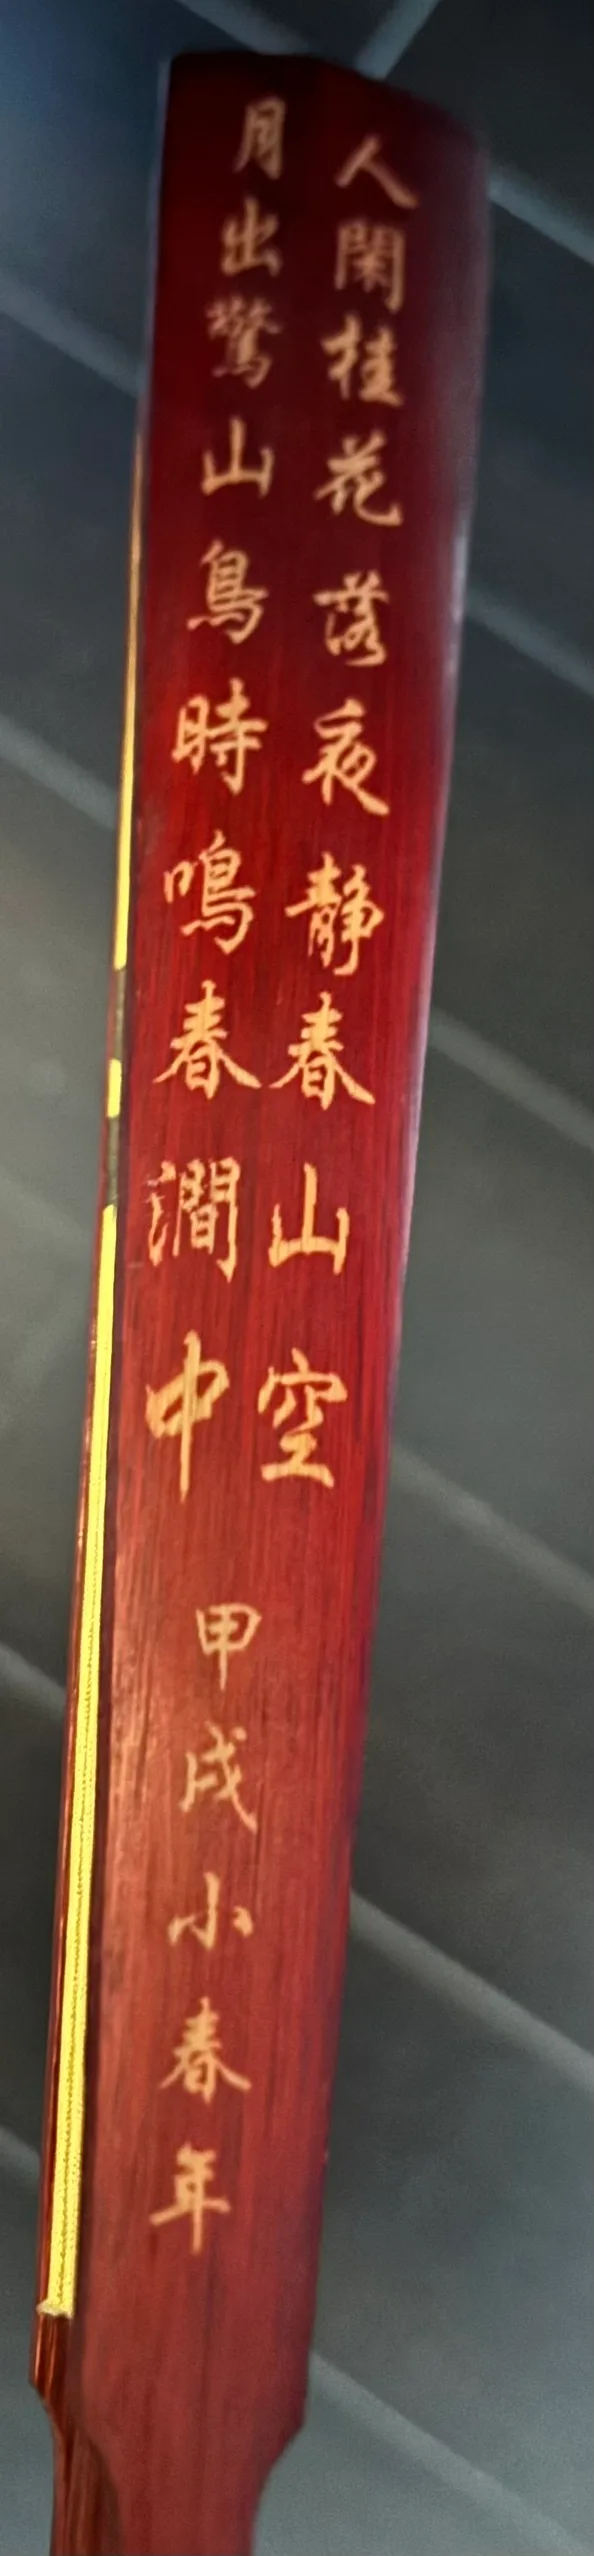 人閑桂花落夜静春山空
月出驚山鳥時鳴春澗中
甲戌小春年